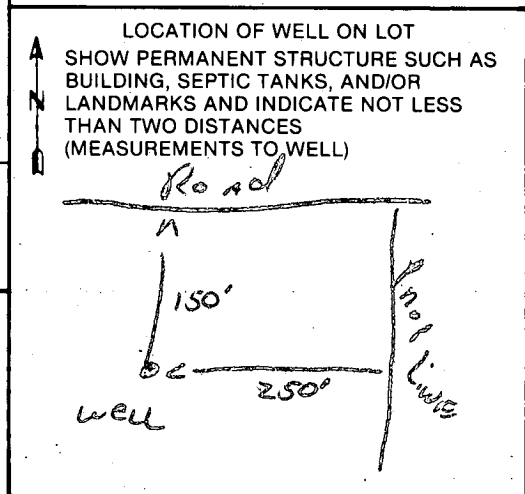 LOCATION OF WELL ON LOT
SHOW PERMANENT STRUCTURE SUCH AS
BUILDING, SEPTIC TANKS, AND/OR
N LANDMARKS AND INDICATE NOT LESS
THAN TWO DISTANCES
(MEASUREMENTS TO WELL)
Road
150'
Prop Line
250'
well